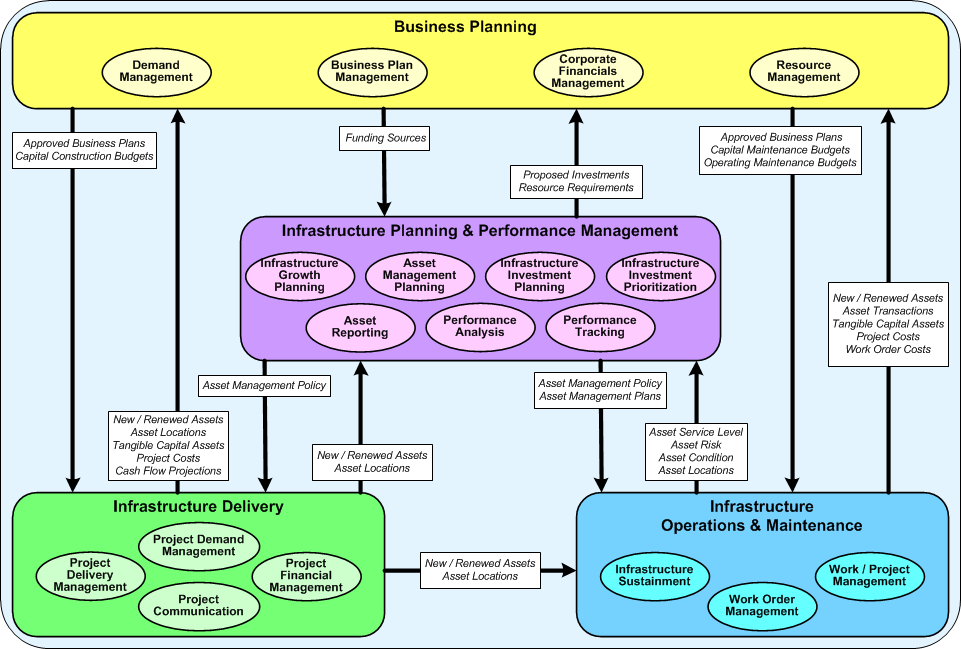 Business Planning
Demand
Management
Business Plan
Management
Corporate
Financials
Management
Resource
Management
Approved Business Plans
Capital Construction Budgets
Funding Sources
Proposed Investments
Resource Requirements
Approved Business Plans
Capital Maintenance Budgets
Operating Maintenance Budgets
Infrastructure Planning & Performance Management
Infrastructure
Growth
Planning
Asset
Management
Planning
Infrastructure
Investment
Planning
Infrastructure
Investment
Prioritization
Asset
Reporting
Performance
Analysis
Performance
Tracking
New / Renewed Assets
Asset Transactions
Tangible Capital Assets
Project Costs
Work Order Costs
New / Renewed Assets
Asset Locations
Tangible Capital Assets
Project Costs
Cash Flow Projections
Asset Management Policy
New / Renewed Assets
Asset Locations
Asset Management Policy
Asset Management Plans
Asset Service Level
Asset Risk
Asset Condition
Asset Locations
Infrastructure Delivery
Project Demand
Management
Project
Delivery
Management
Project
Financial
Management
Project
Communication
New / Renewed Assets
Asset Locations
Infrastructure
Operations & Maintenance
Infrastructure
Sustainment
Work Order
Management
Work / Project
Management